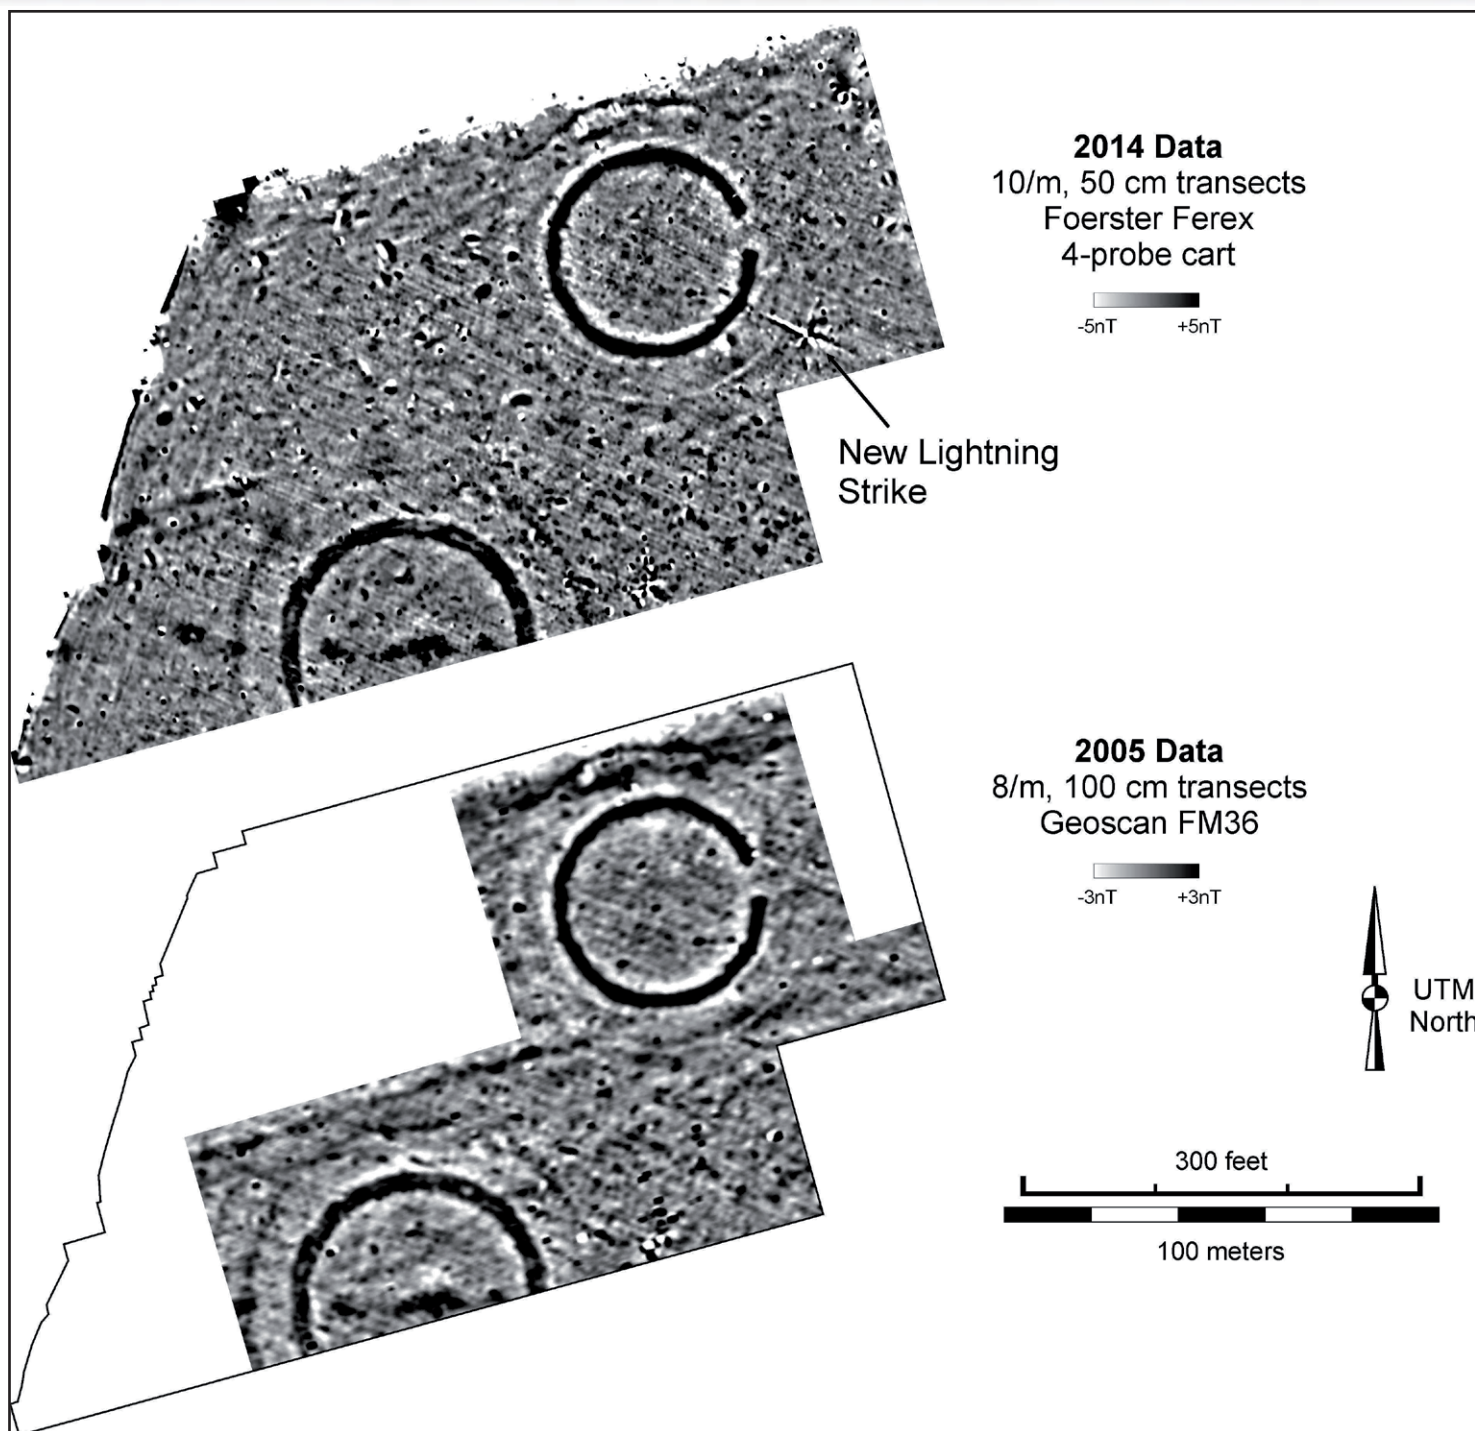 2014 Data
10/m, 50 cm transects
Foerster Ferex
4-probe cart
-5nT +5nT
New Lightning
Strike
2005 Data
8/m, 100 cm transects
Geoscan FM36
-3nT +3nT
UTM
North
300 feet
100 meters